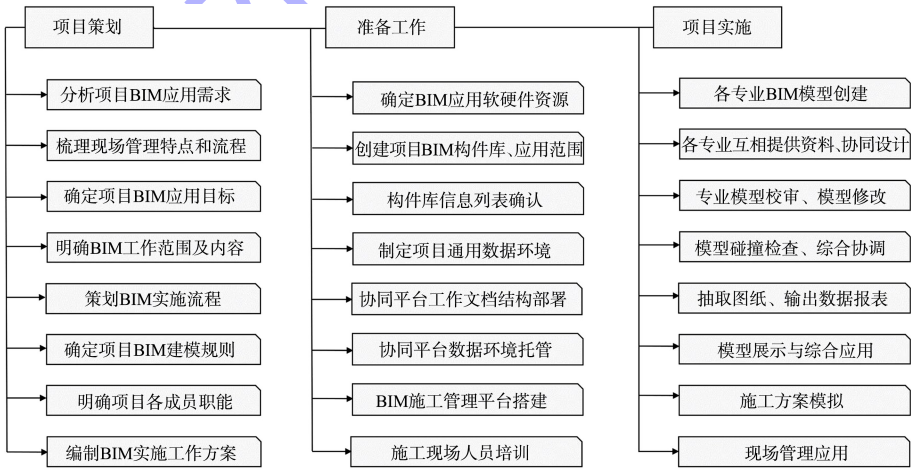 项目策划
分析项目BIM应用需求
梳理现场管理特点和流程
确定项目BIM应用目标
明确BIM工作范围及内容
策划BIM实施流程
确定项目BIM建模规则
明确项目各成员职能
编制BIM实施工作方案
准备工作
确定BIM应用软硬件资源
创建项目BIM构件库、应用范围
构件库信息列表确认
制定项目通用数据环境
协同平台工作文档结构部署
协同平台数据环境托管
BIM施工管理平台搭建
施工现场人员培训
项目实施
各专业BIM模型创建
各专业互相提供资料、协同设计
专业模型校审、模型修改
模型碰撞检查、综合协调
抽取图纸、输出数据报表
模型展示与综合应用
施工方案模拟
现场管理应用